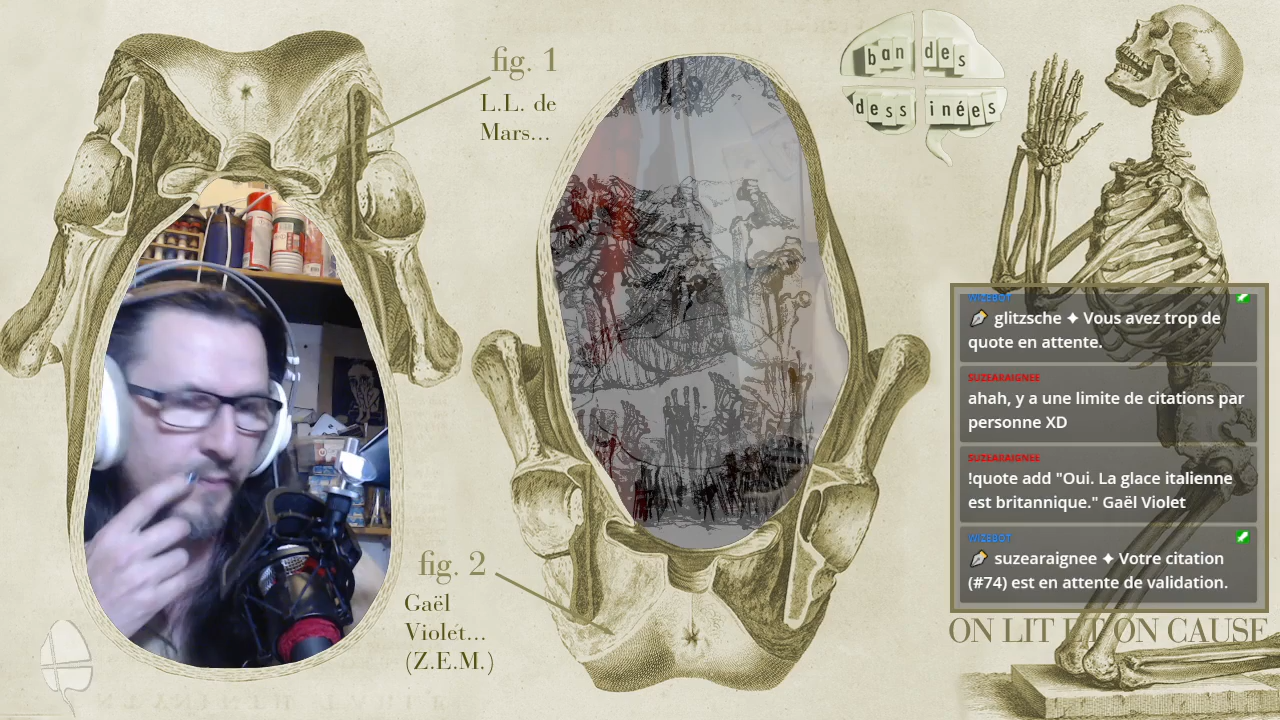 fig. 1
L.L. de
Mars...
ban des
dess inées
WIZEBOT
glitzsche ✦ Vous avez trop de
quote en attente.
SUZEARAIGNEE
ahah, y a une limite de citations par
personne XD
SUZEARAIGNEE
!quote add "Oui. La glace italienne
est britannique." Gaël Violet
WIZEBOT
suzearaignee ✦ Votre citation
(#74) est en attente de validation.
fig. 2
Gaël
Violét...
(Z.E.M.)
ON LIT ET ON CAUSE